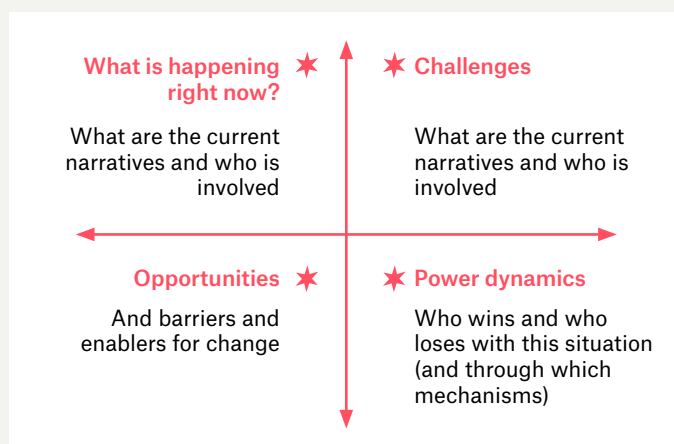 What is happening
right now?
What are the current
narratives and who is
involved
Challenges
What are the current
narratives and who is
involved
Opportunities
And barriers and
enablers for change
Power dynamics
Who wins and who
loses with this situation
(and through which
mechanisms)